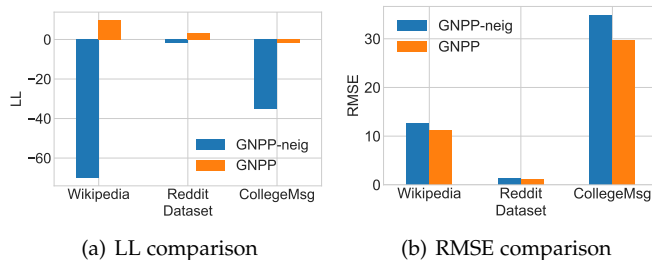 0
−20
−40
−60
LL
GNPP-neig
GNPP
Wikipedia
Reddit
CollegeMsg
Dataset
(a) LL comparison
30
20
10
0
RMSE
GNPP-neig
GNPP
Wikipedia
Reddit
CollegeMsg
Dataset
(b) RMSE comparison